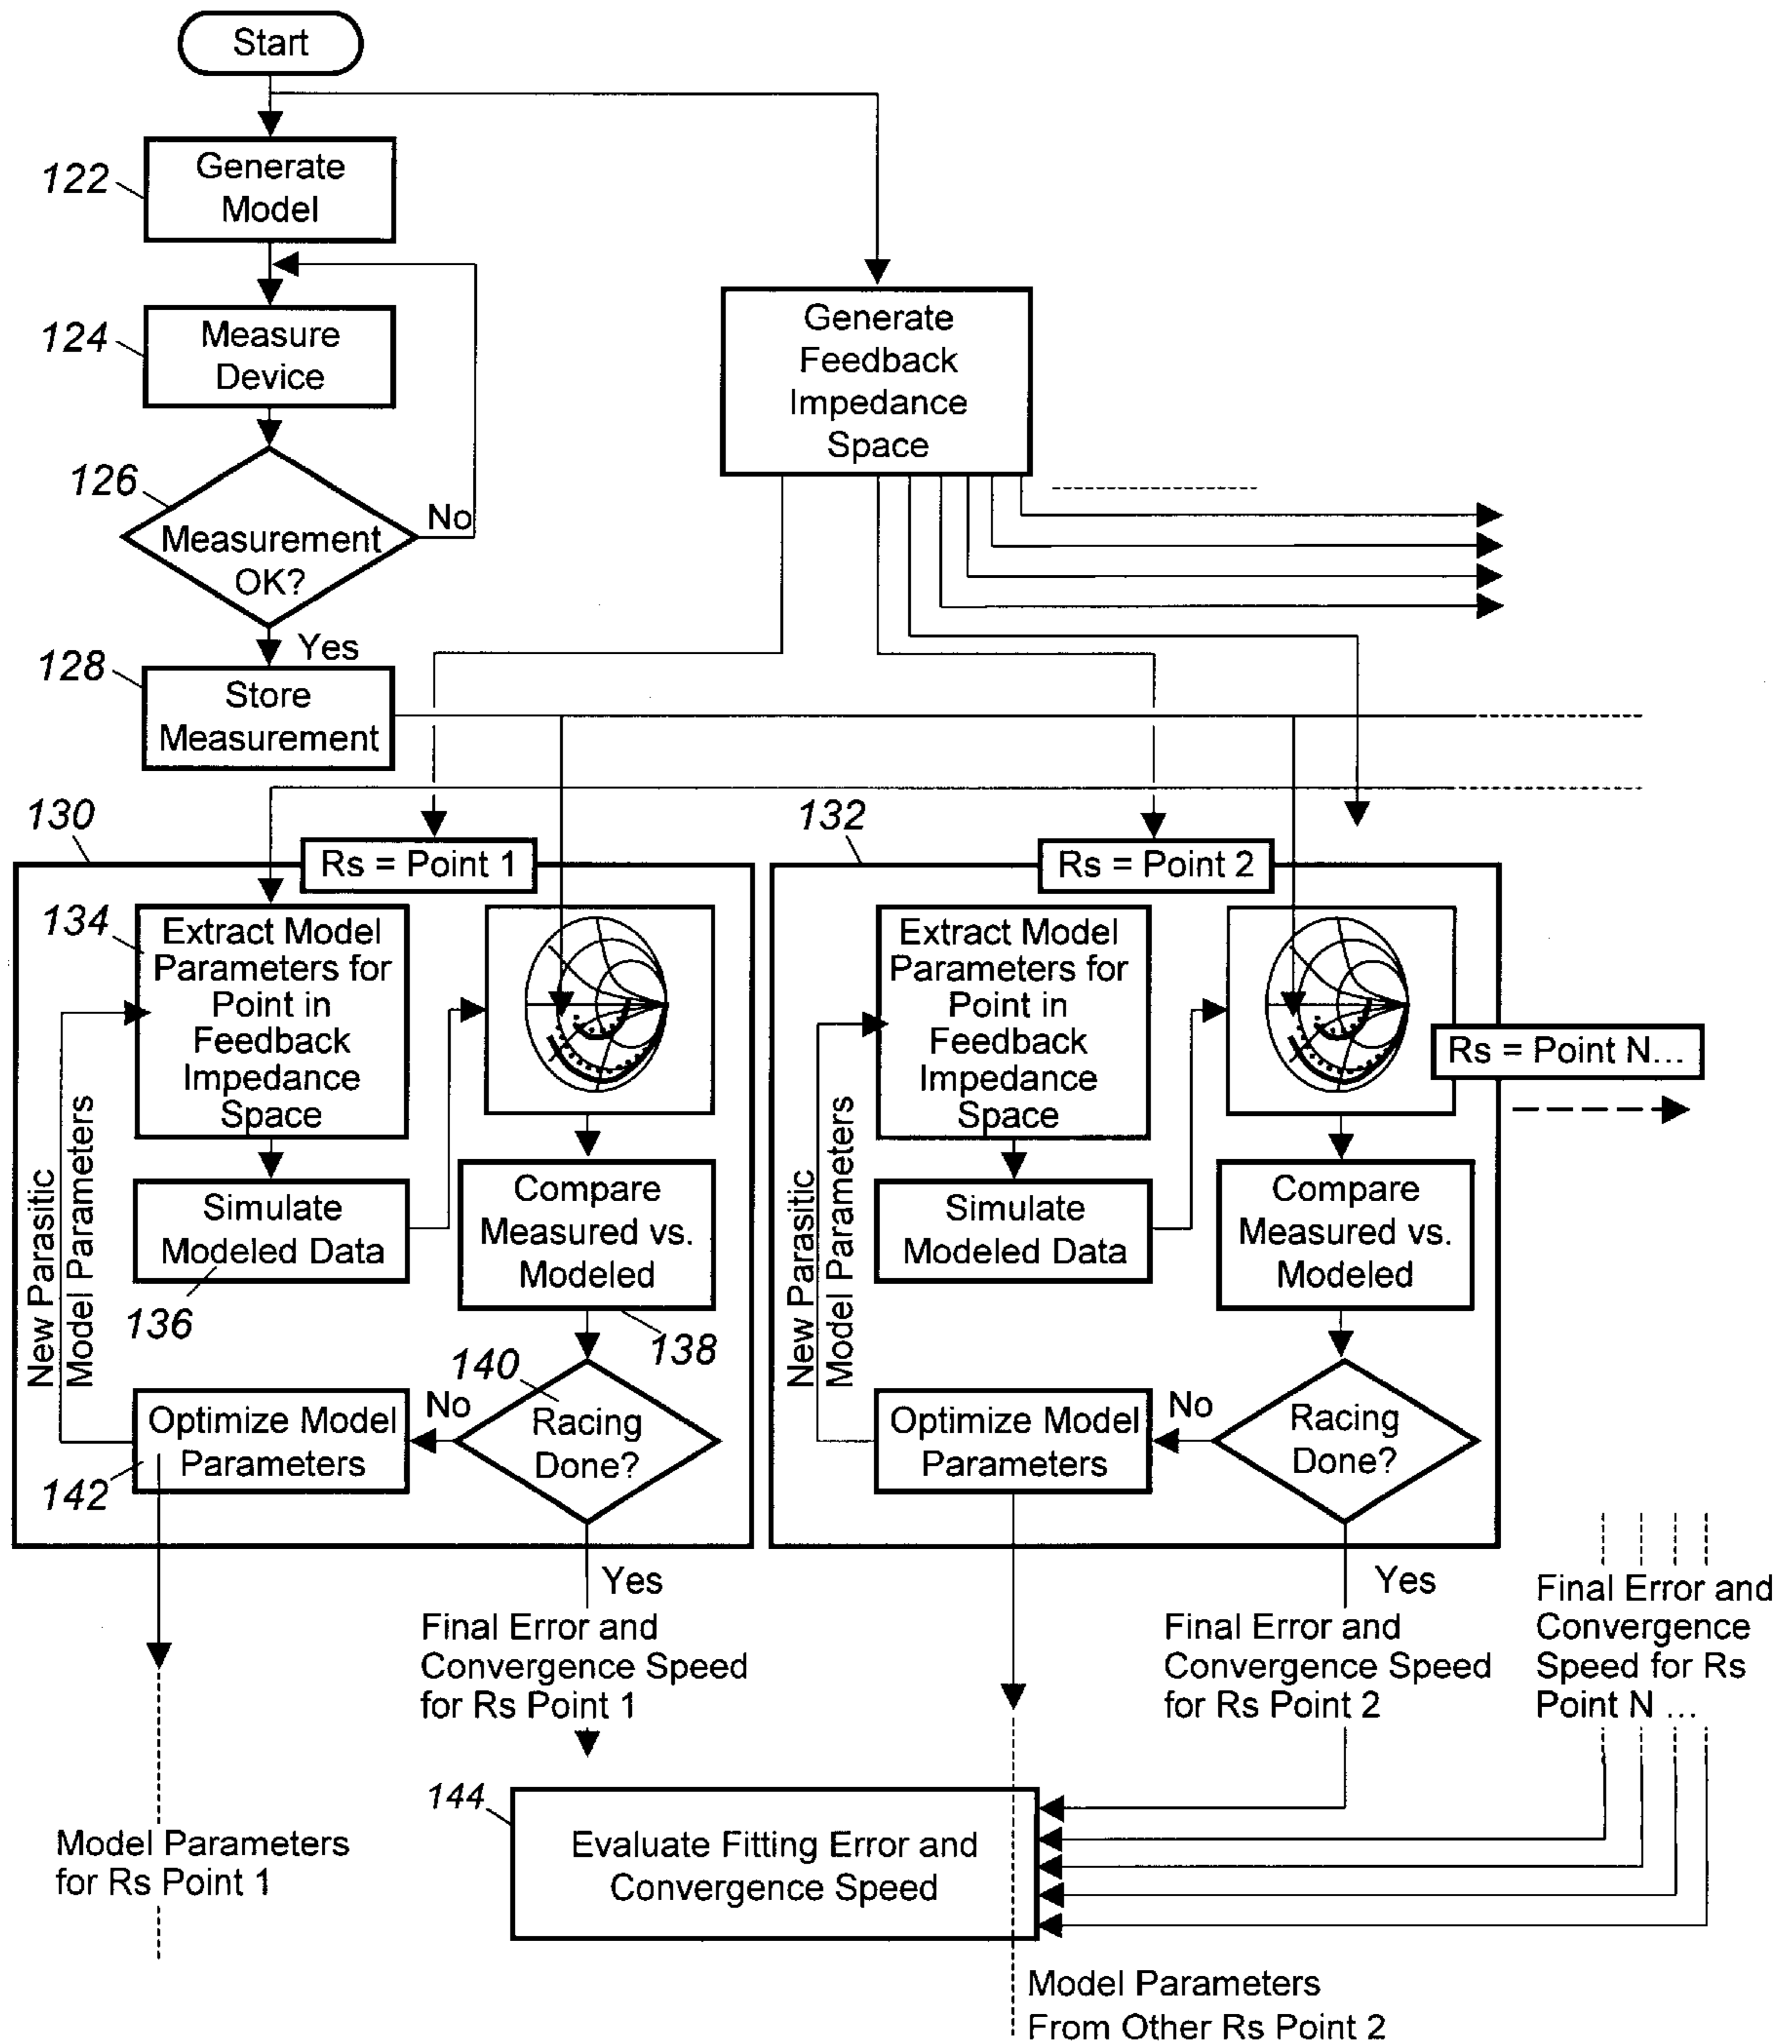 Start
122
Generate
Model
124
Measure
Device
Generate
Feedback
Impedance
Space
126
Measurement
OK?
No
Yes
128
Store
Measurement
130
Rs = Point 1
134
Extract Model
Parameters for
Point in
Feedback
Impedance
Space
New Parasitic
Model Parameters
Simulate
Modeled Data
136
Compare
Measured vs.
Modeled
138
140
Racing
Done?
No
Optimize Model
Parameters
142
Yes
132
Rs = Point 2
Extract Model
Parameters for
Point in
Feedback
Impedance
Space
New Parasitic
Model Parameters
Simulate
Modeled Data
Compare
Measured vs.
Modeled
Racing
Done?
No
Optimize Model
Parameters
Yes
Rs = Point N...
Final Error and
Convergence Speed
for Rs Point 1
Final Error and
Convergence Speed
for Rs Point 2
Final Error and
Convergence
Speed for Rs
Point N ...
144
Evaluate Fitting Error and
Convergence Speed
Model Parameters
for Rs Point 1
Model Parameters
From Other Rs Point 2